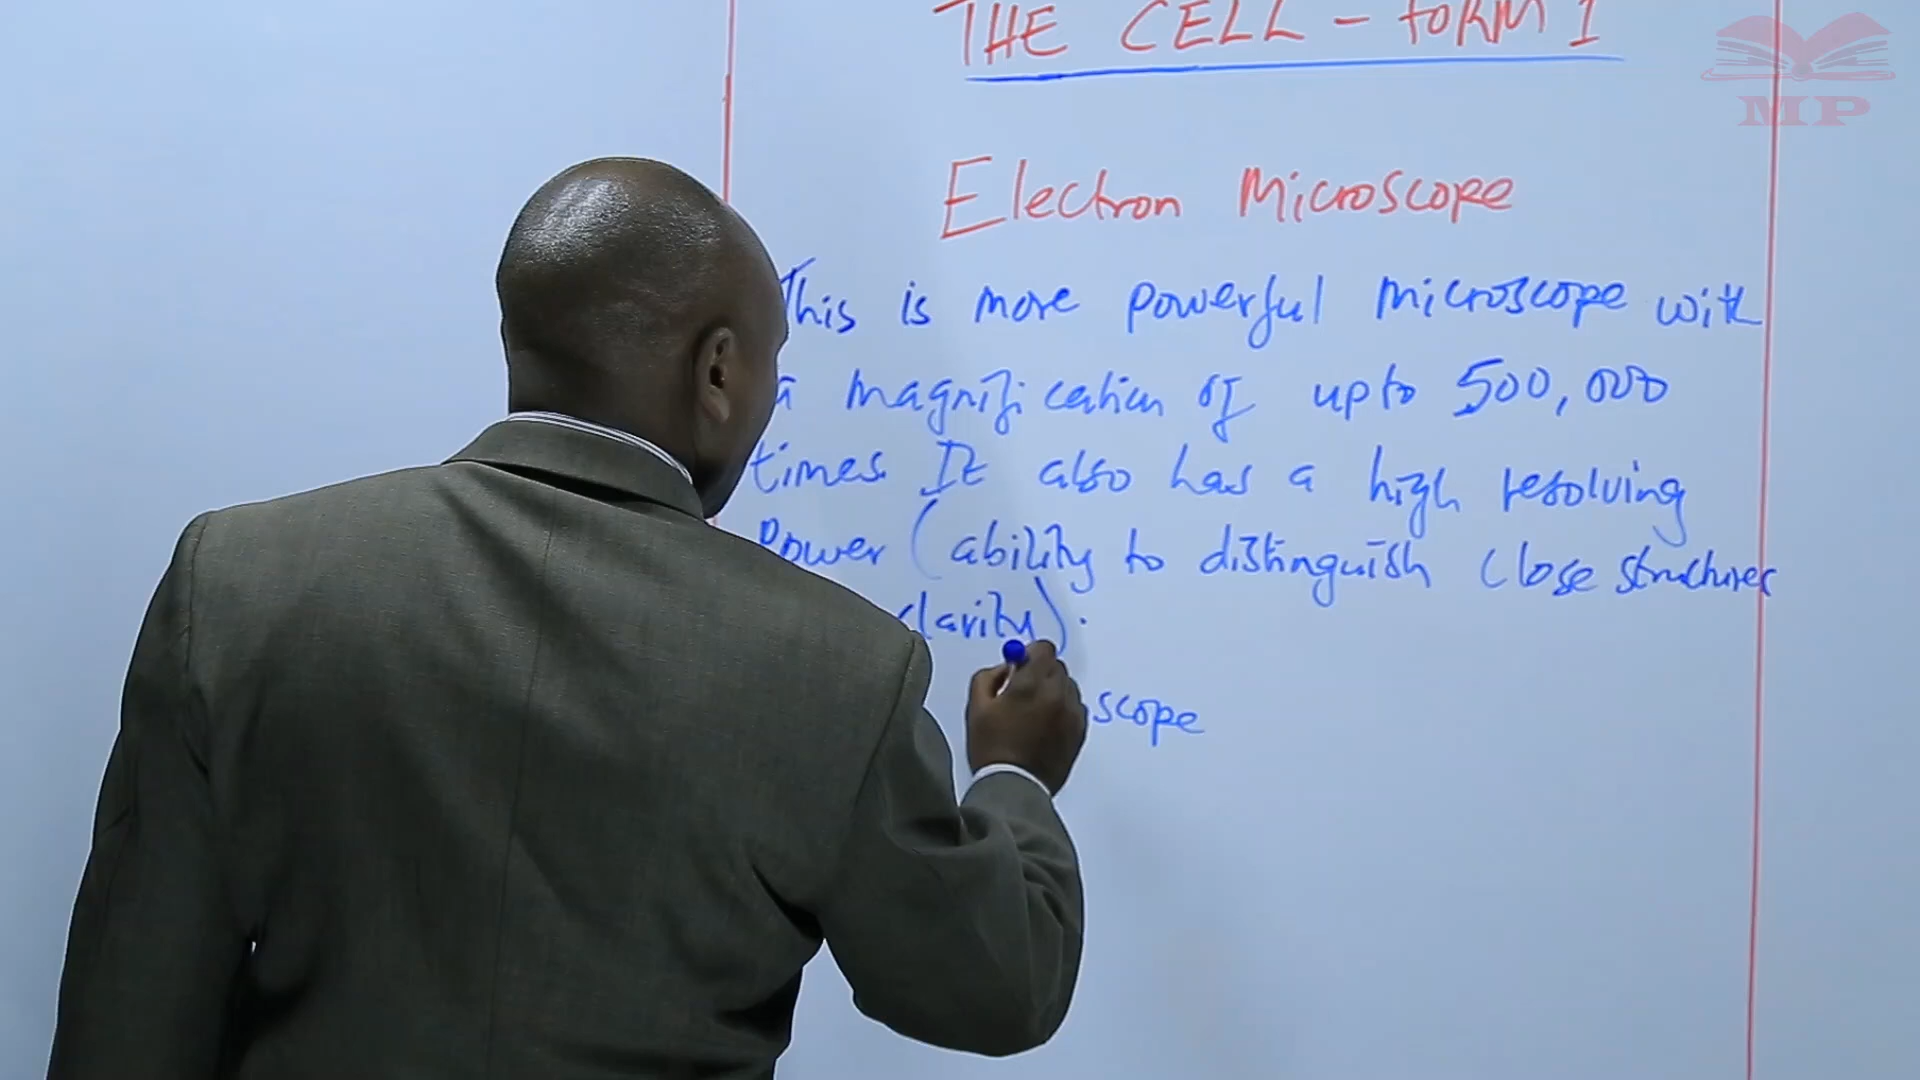 THE CELL - FORM 1
MP
Electron Microscope
This is more powerful microscope with
a magnification of upto 500,000
times. It also has a high resolving
Power (ability to distinguish close structures
clarity).
scope